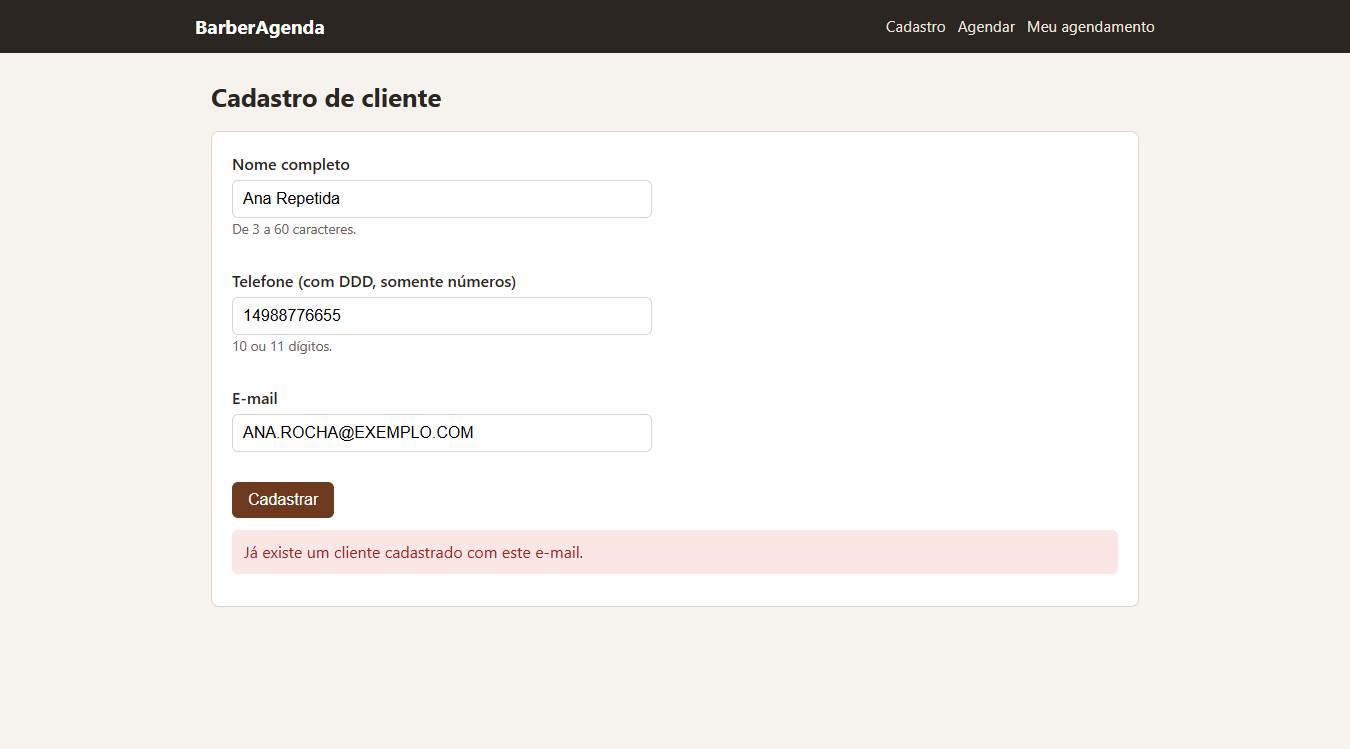 BarberAgenda
Cadastro Agendar Meu agendamento
Cadastro de cliente
Nome completo
Ana Repetida
De 3 a 60 caracteres.
Telefone (com DDD, somente números)
14988776655
10 ou 11 dígitos.
E-mail
ANA.ROCHA@EXEMPLO.COM
Cadastrar
Já existe um cliente cadastrado com este e-mail.